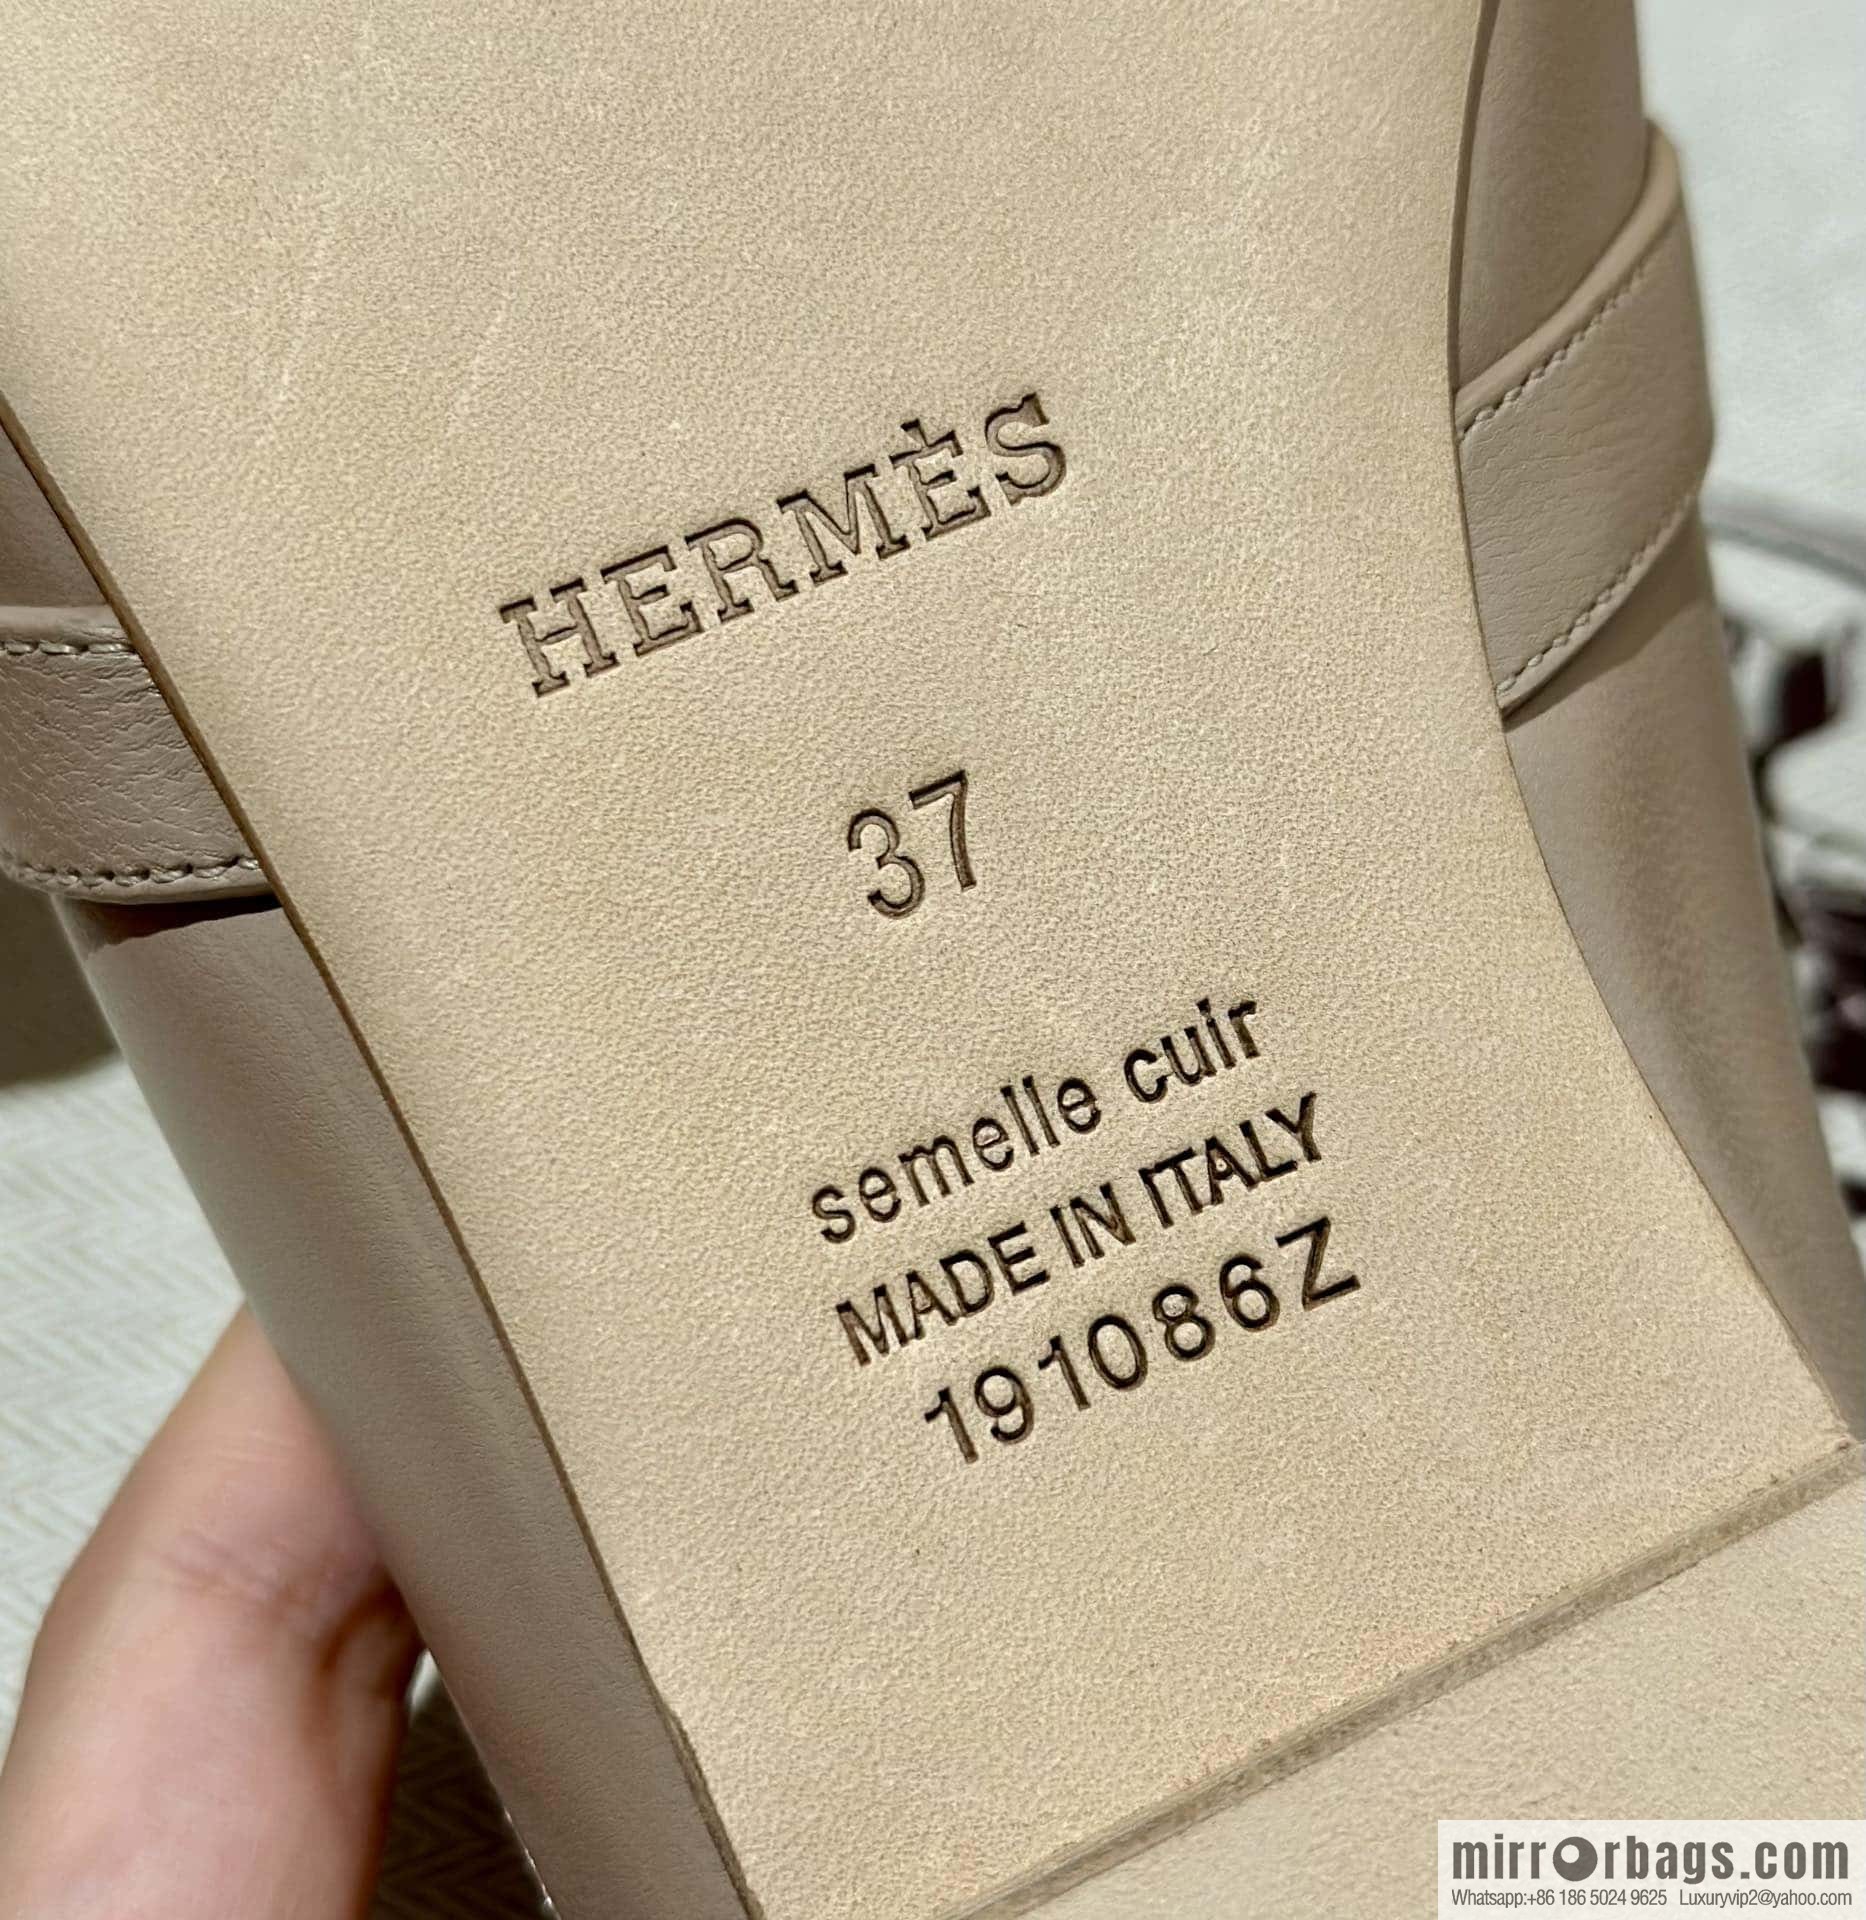 HERMÈS
37
semelle cuir
MADE IN ITALY
191086Z
mirrorbags.com
Whatsapp:+86 186 5024 9625 Luxuryvip2@yahoo.com